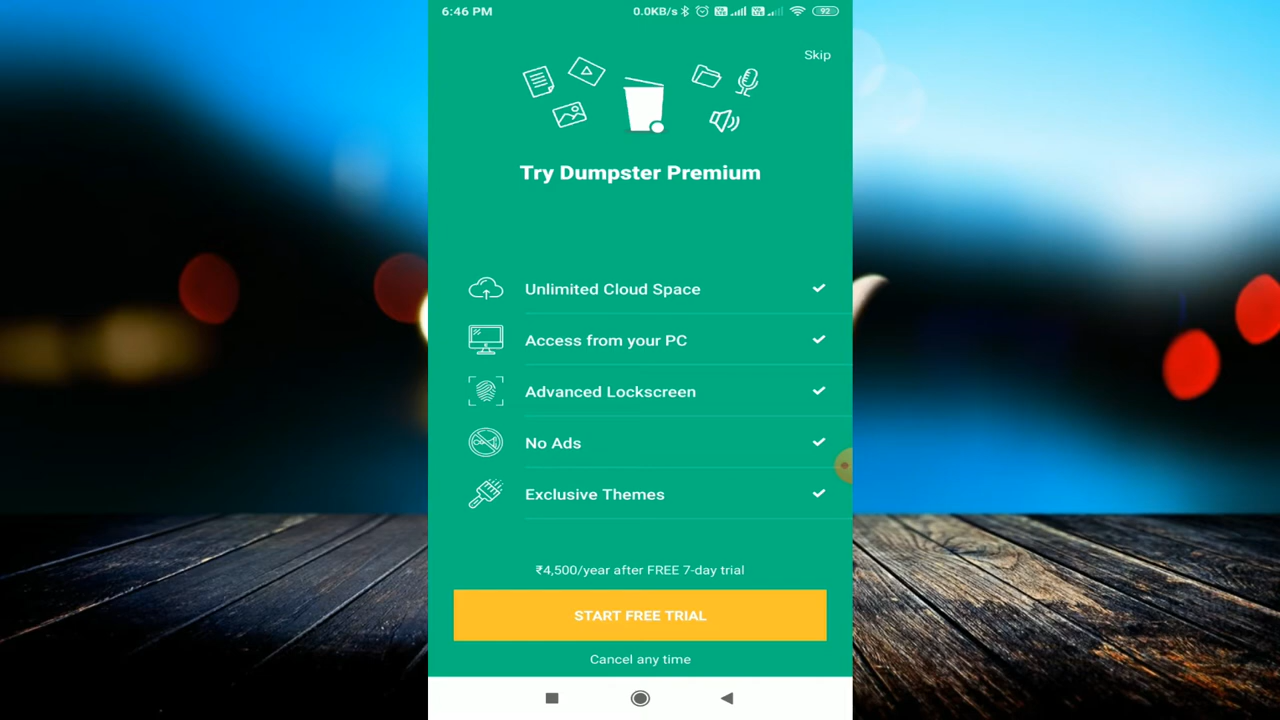 6:46 PM
0.0KB/s
92
Skip
Try Dumpster Premium
Unlimited Cloud Space
Access from your PC
Advanced Lockscreen
No Ads
Exclusive Themes
₹4,500/year after FREE 7-day trial
START FREE TRIAL
Cancel any time